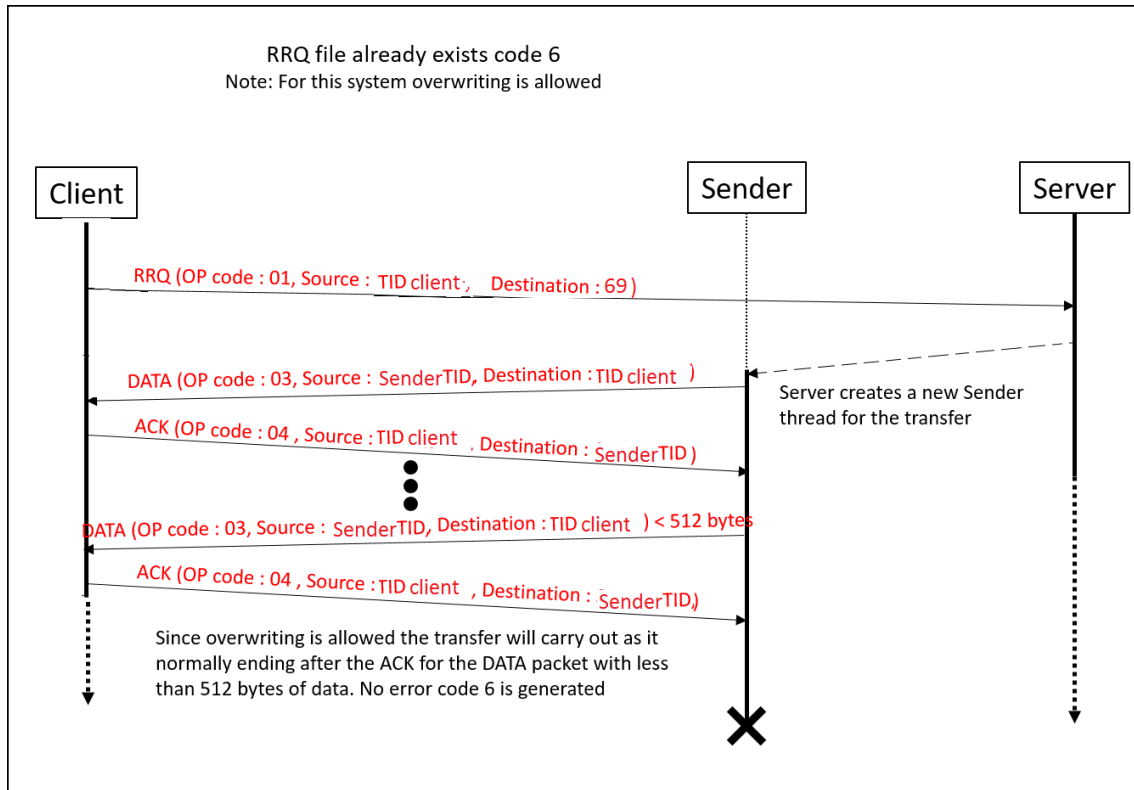 RRQ file already exists code 6
Note: For this system overwriting is allowed
Client
Sender
Server
RRQ (OP code : 01, Source : TID client, Destination : 69)
DATA (OP code : 03, Source : SenderTID, Destination : TID client )
Server creates a new Sender
thread for the transfer
ACK (OP code : 04 , Source :TID client , Destination : SenderTID)
DATA (OP code : 03, Source : SenderTID, Destination : TID client ) < 512 bytes
ACK (OP code : 04 , Source :TID client , Destination : SenderTID,)
Since overwriting is allowed the transfer will carry out as it
normally ending after the ACK for the DATA packet with less
than 512 bytes of data. No error code 6 is generated